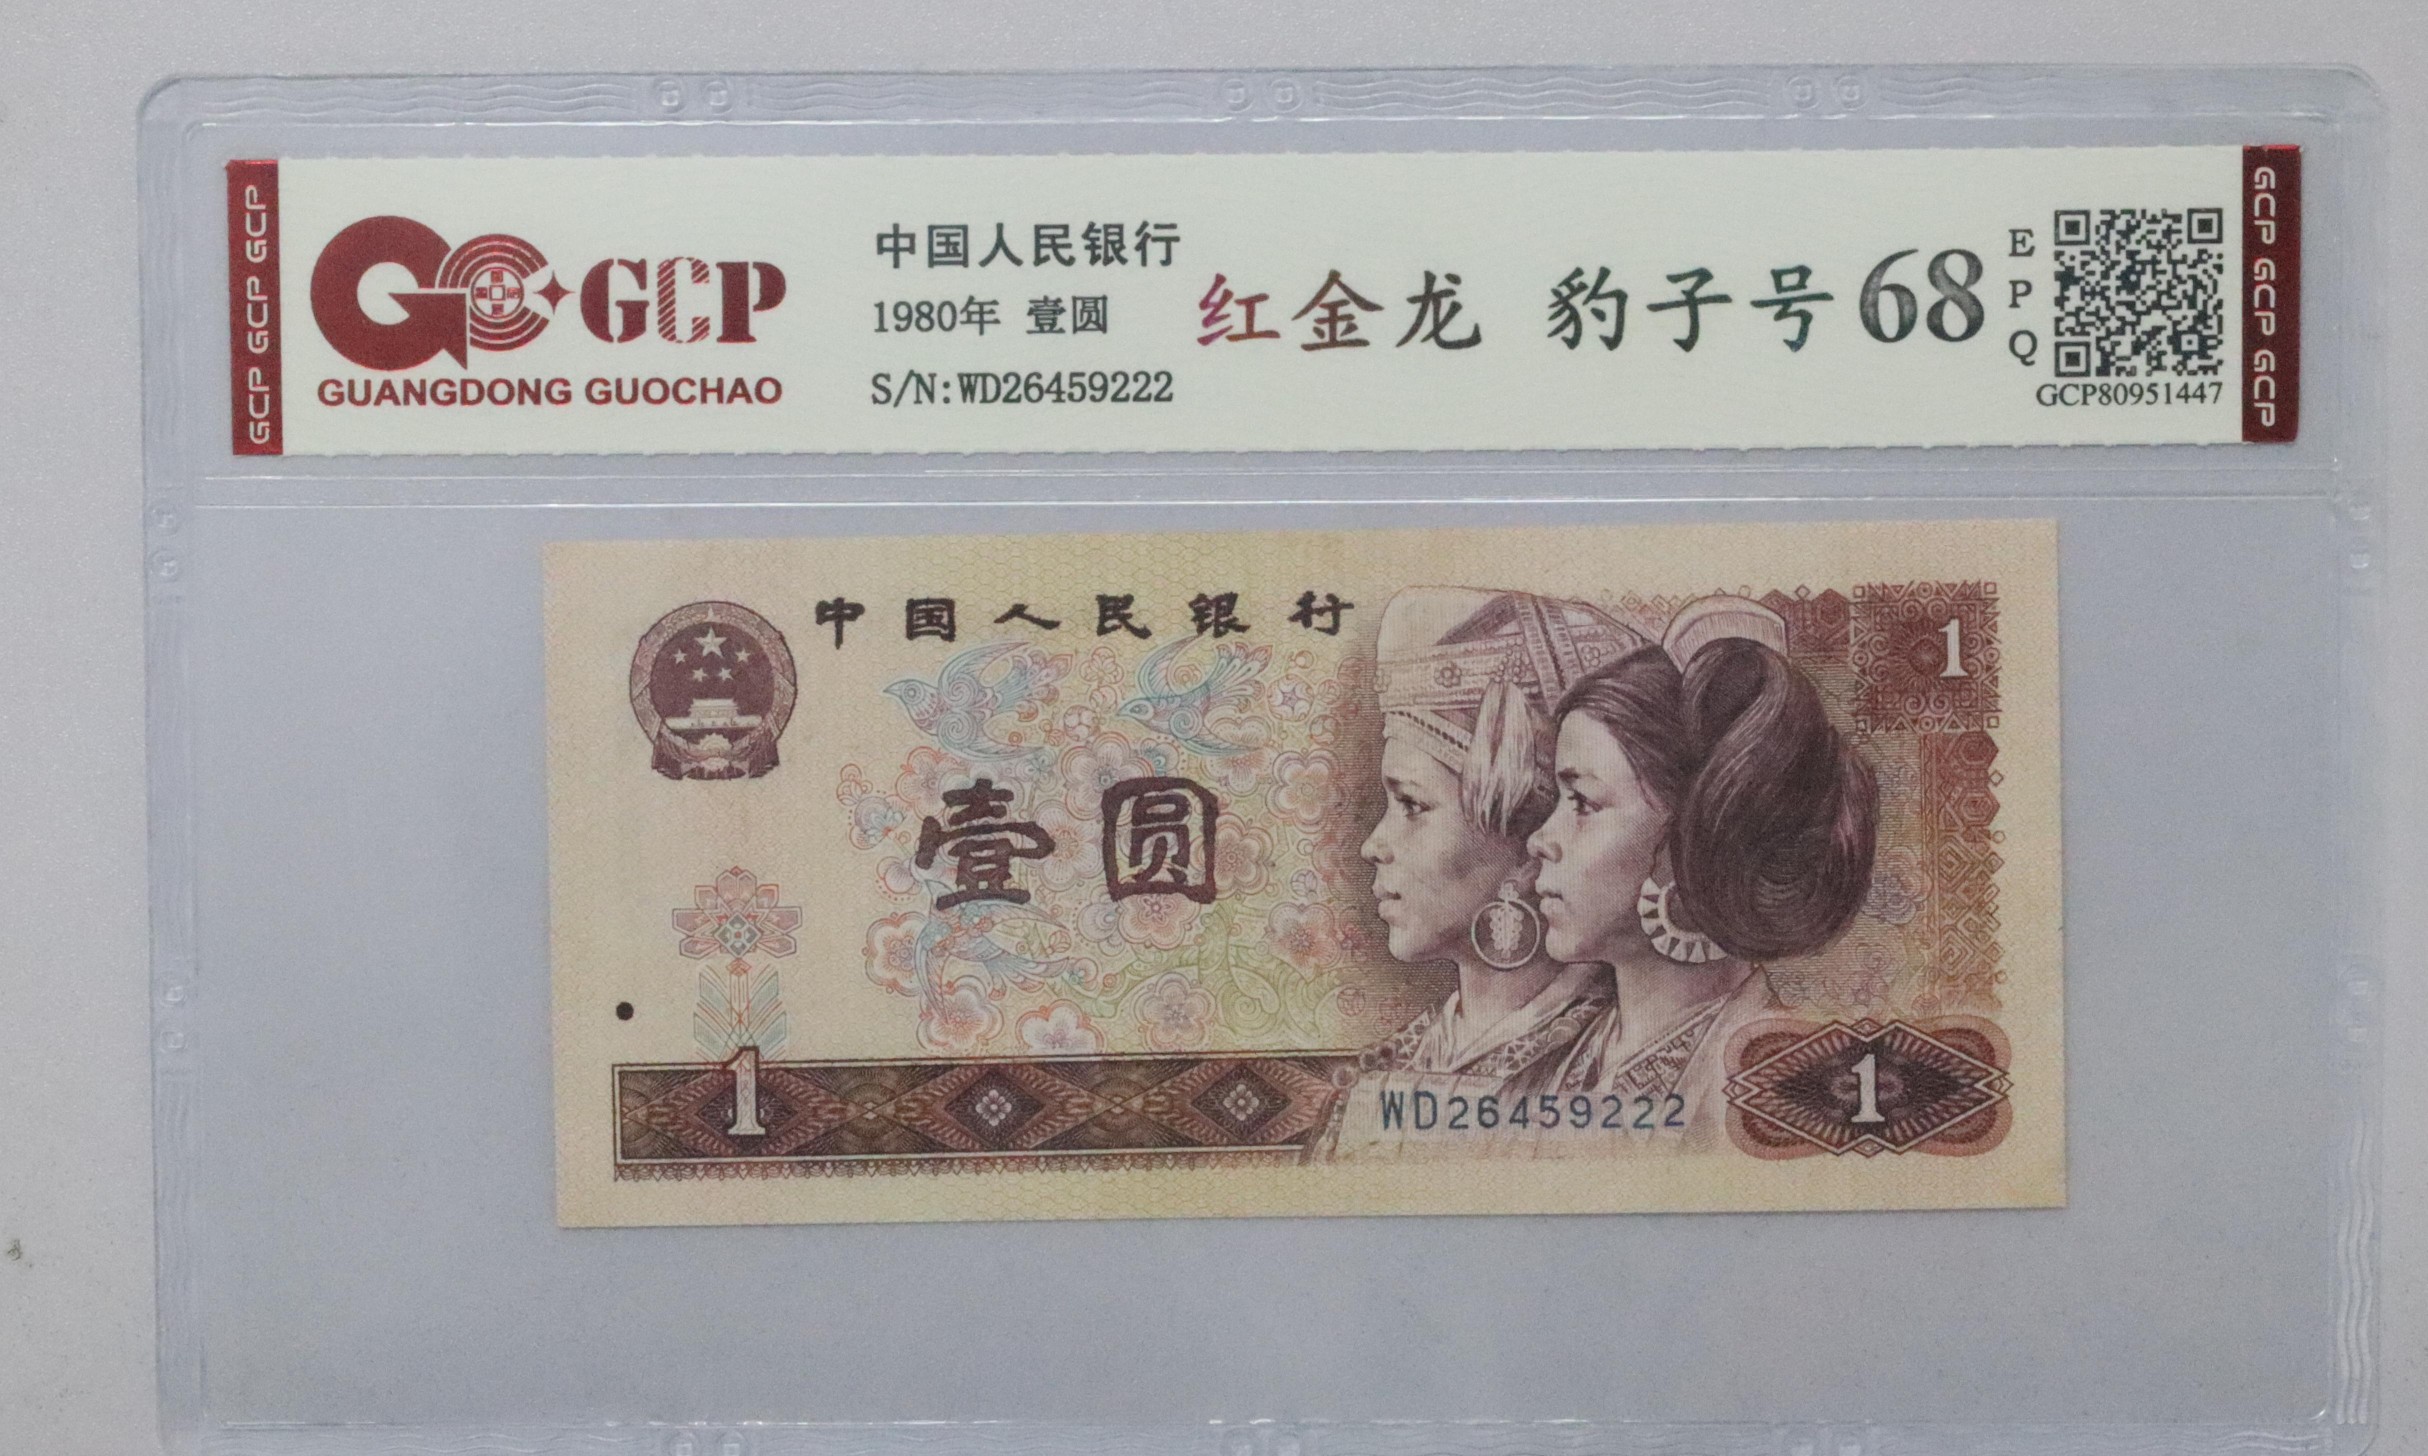 GCP GCP GCP
GCP
GUANGDONG GUOCHAO
中国人民银行
1980年 壹圆
S/N:WD26459222
红金龙 豹子号
68
EPQ
GCP80951447
GCP GCP GCP
中国人民银行
1
壹圆
1
WD26459222
1